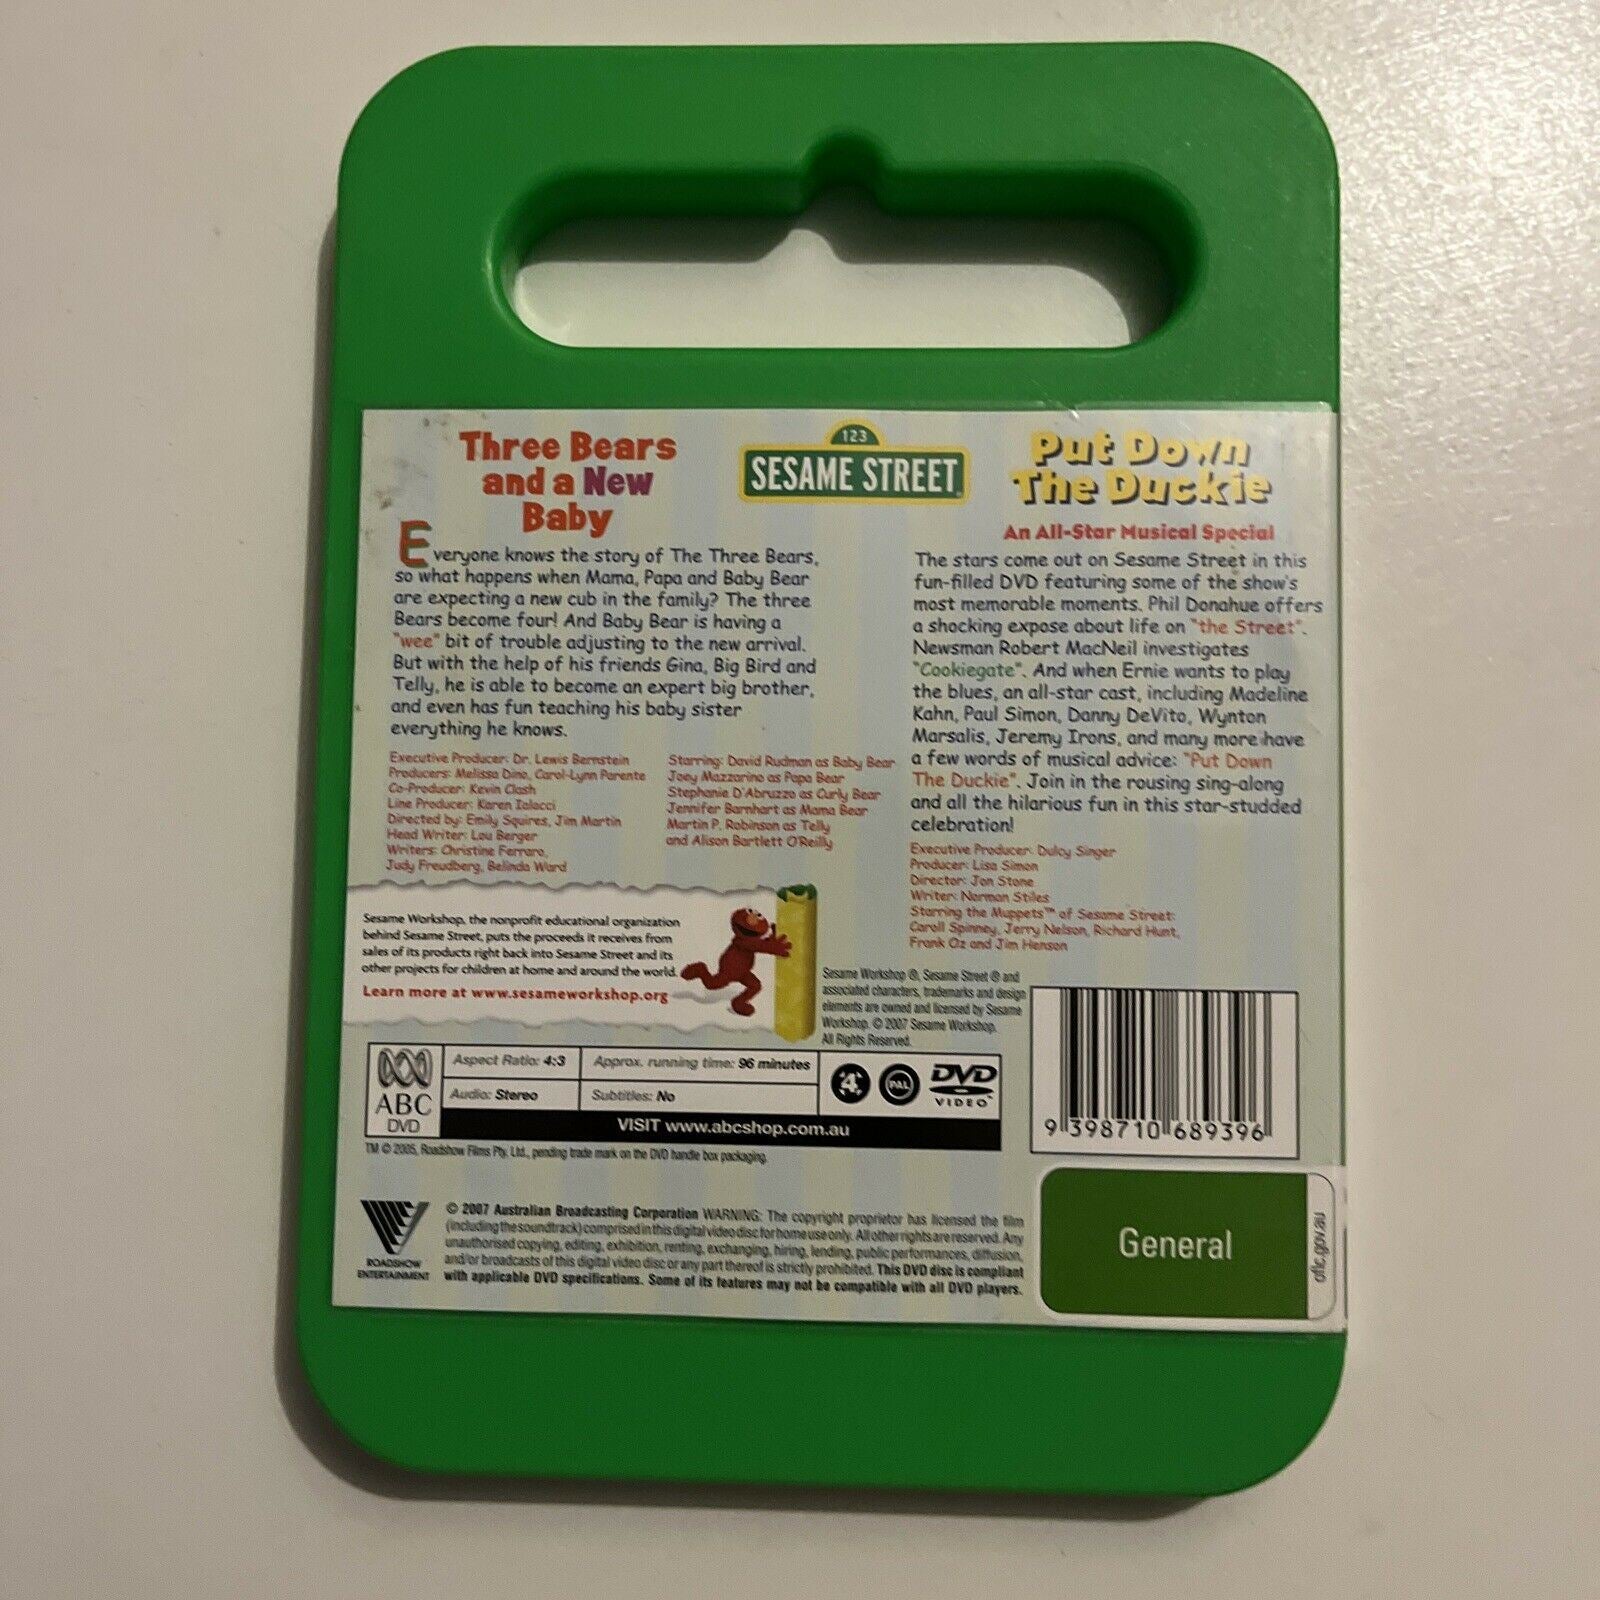 Three Bears
and a New
Baby
Everyone knows the story of The Three Bears,
so what happens when Mama, Papa and Baby Bear
are expecting a new cub in the family? The three
Bears become four! And Baby Bear is having a
"wee" bit of trouble adjusting to the new arrival.
But with the help of his friends Gina, Big Bird and
Telly, he is able to become an expert big brother,
and even has fun teaching his baby sister
everything he knows.
Executive Producer: Dr. Lewis Bernstein
Producers: Melissa Dino, Carol-Lynn Parente
Co-Producer: Kevin Clash
Line Producer: Karen Ialacci
Directed by: Emily Squires, Jim Martin
Head Writer: Lou Berger
Writers: Christine Ferraro,
Judy Freudberg, Belinda Ward
Starring: David Rudman as Baby Bear
Joey Mazzarino as Papa Bear
Stephanie D'Abruzzo as Curly Bear
Jennifer Barnhart as Mama Bear
Martin P. Robinson as Telly
and Alison Bartlett O'Reilly
123
SESAME STREET
Put Down
The Duckie
An All-Star Musical Special
The stars come out on Sesame Street in this
fun-filled DVD featuring some of the show's
most memorable moments. Phil Donahue offers
a shocking expose about life on "the Street".
Newsman Robert MacNeil investigates
"Cookiegate". And when Ernie wants to play
the blues, an all-star cast, including Madeline
Kahn, Paul Simon, Danny DeVito, Wynton
Marsalis, Jeremy Irons, and many more have
a few words of musical advice: "Put Down
The Duckie". Join in the rousing sing-along
and all the hilarious fun in this star-studded
celebration!
Executive Producer: Dulcy Singer
Producer: Lisa Simon
Director: Jon Stone
Writer: Norman Stiles
Starring the Muppets™ of Sesame Street:
Caroll Spinney, Jerry Nelson, Richard Hunt,
Frank Oz and Jim Henson
Sesame Workshop, the nonprofit educational organization
behind Sesame Street, puts the proceeds it receives from
sales of its products right back into Sesame Street and its
other projects for children at home and around the world.
Learn more at www.sesameworkshop.org
Sesame Workshop ®, Sesame Street ® and
associated characters, trademarks and design
elements are owned and licensed by Sesame
Workshop. © 2007 Sesame Workshop.
All Rights Reserved.
ABC
DVD
Aspect Ratio: 4:3
Approx. running time: 96 minutes
Audio: Stereo
Subtitles: No
4
PAL
DVD
VIDEO
VISIT www.abcshop.com.au
9 398710 689396
TM © 2005, Roadshow Films Pty. Ltd., pending trade mark on the DVD handle box packaging.
ROADSHOW
ENTERTAINMENT
© 2007 Australian Broadcasting Corporation WARNING: The copyright proprietor has licensed the film
(including the soundtrack) comprised in this digital video disc for home use only. All other rights are reserved. Any
unauthorised copying, editing, exhibition, renting, exchanging, hiring, lending, public performances, diffusion,
and/or broadcasts of this digital video disc or any part thereof is strictly prohibited. This DVD disc is compliant
with applicable DVD specifications. Some of its features may not be compatible with all DVD players.
General
oflc.gov.au